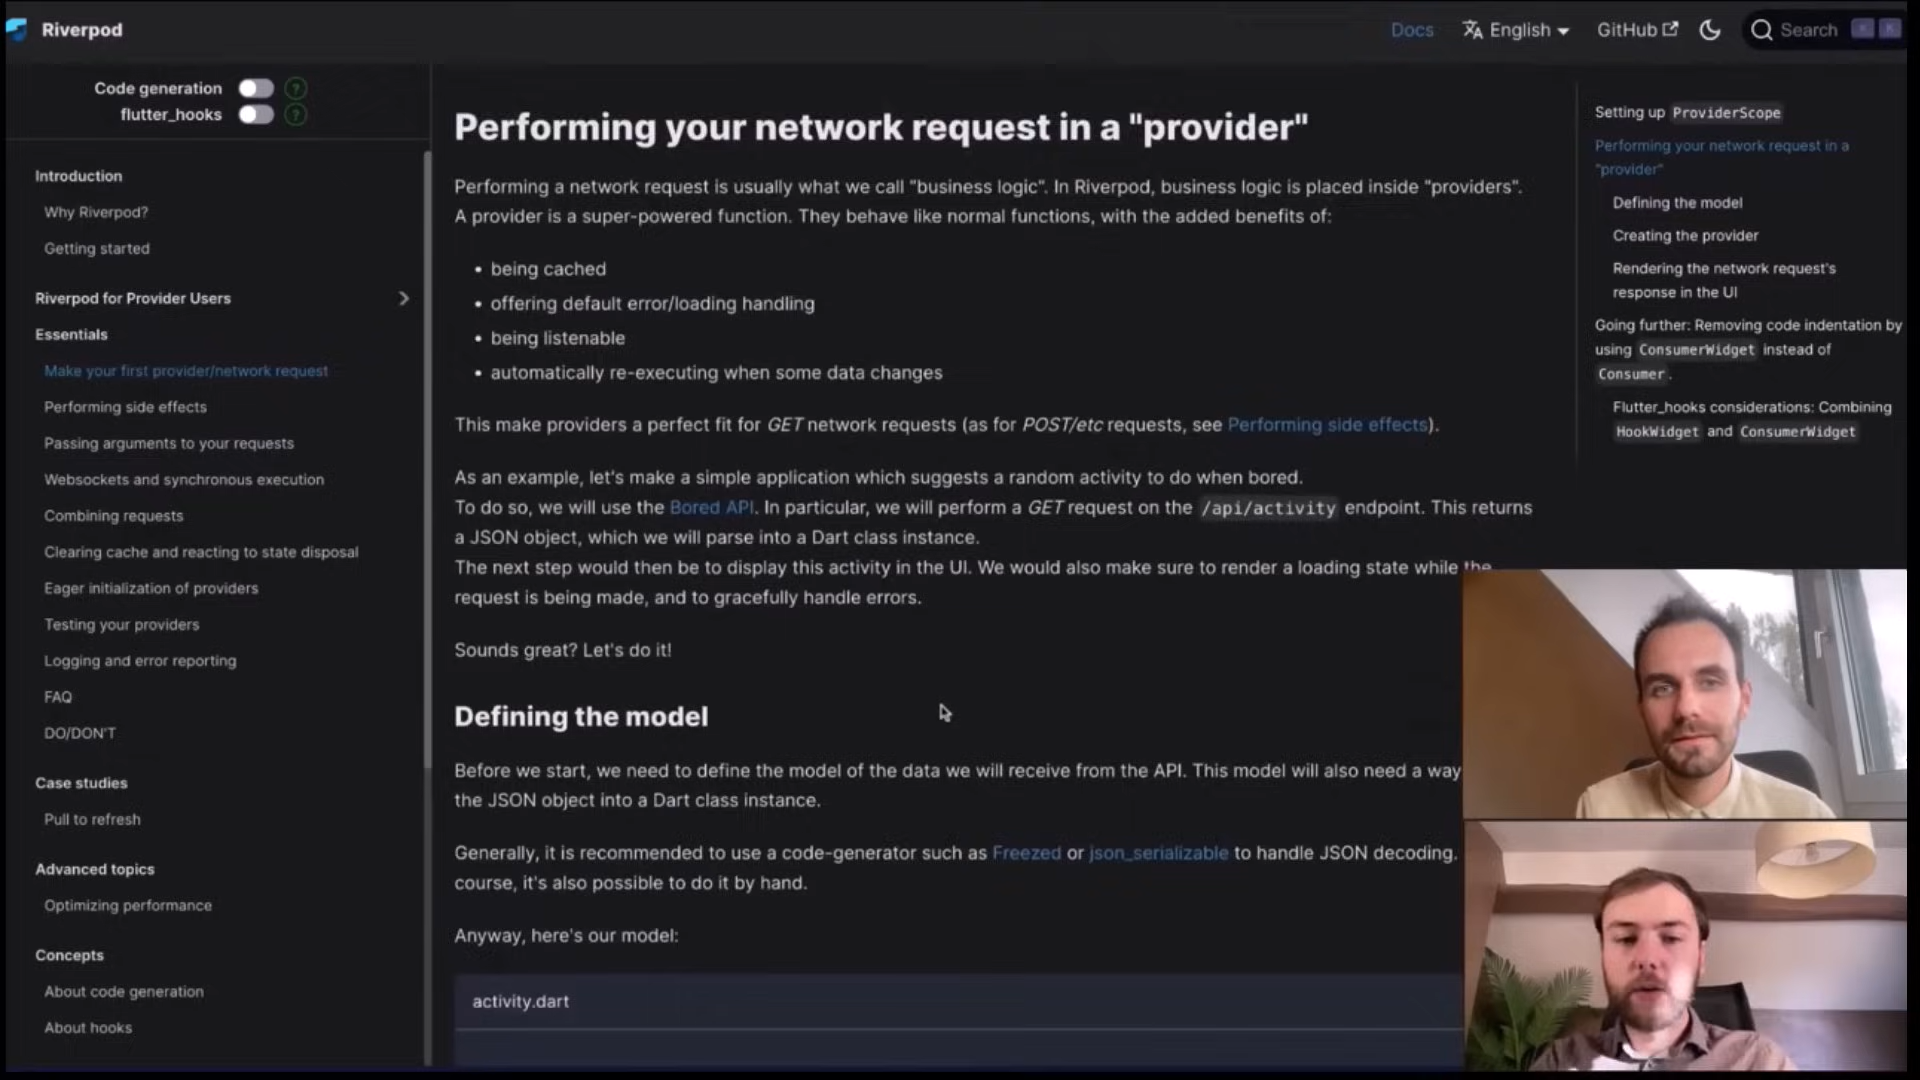 Riverpod
Docs
English
GitHub
Search
Code generation
?
flutter_hooks
?
Introduction
Why Riverpod?
Getting started
Riverpod for Provider Users
Essentials
Make your first provider/network request
Performing side effects
Passing arguments to your requests
Websockets and synchronous execution
Combining requests
Clearing cache and reacting to state disposal
Eager initialization of providers
Testing your providers
Logging and error reporting
FAQ
DO/DON'T
Case studies
Pull to refresh
Advanced topics
Optimizing performance
Concepts
About code generation
About hooks
Performing your network request in a "provider"
Performing a network request is usually what we call "business logic". In Riverpod, business logic is placed inside "providers".
A provider is a super-powered function. They behave like normal functions, with the added benefits of:
• being cached
• offering default error/loading handling
• being listenable
• automatically re-executing when some data changes
This make providers a perfect fit for GET network requests (as for POST/etc requests, see Performing side effects).
As an example, let's make a simple application which suggests a random activity to do when bored.
To do so, we will use the Bored API. In particular, we will perform a GET request on the /api/activity endpoint. This returns
a JSON object, which we will parse into a Dart class instance.
The next step would then be to display this activity in the UI. We would also make sure to render a loading state while the
request is being made, and to gracefully handle errors.
Sounds great? Let's do it!
Defining the model
Before we start, we need to define the model of the data we will receive from the API. This model will also need a way
the JSON object into a Dart class instance.
Generally, it is recommended to use a code-generator such as Freezed or json_serializable to handle JSON decoding.
course, it's also possible to do it by hand.
Anyway, here's our model:
activity.dart
Setting up ProviderScope
Performing your network request in a
"provider"
Defining the model
Creating the provider
Rendering the network request's
response in the UI
Going further: Removing code indentation by
using ConsumerWidget instead of
Consumer.
Flutter_hooks considerations: Combining
HookWidget and ConsumerWidget